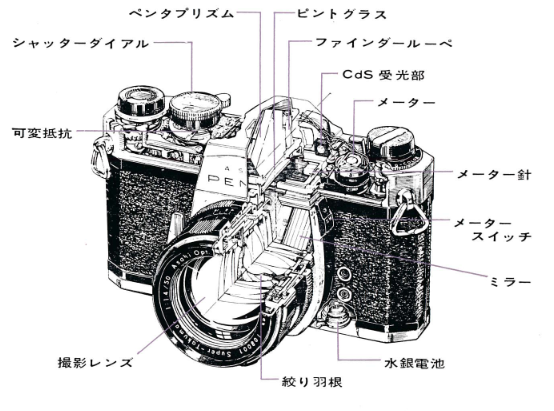 ペンタプリズム
ピントグラス
シャッターダイアル
ファインダールーペ
CdS 受光部
メーター
可変抵抗
メーター針
メーター
スイッチ
ミラー
撮影レンズ
水銀電池
絞り羽根
PEN
Super-Takumar
1:1.4/50
Asahi Opt